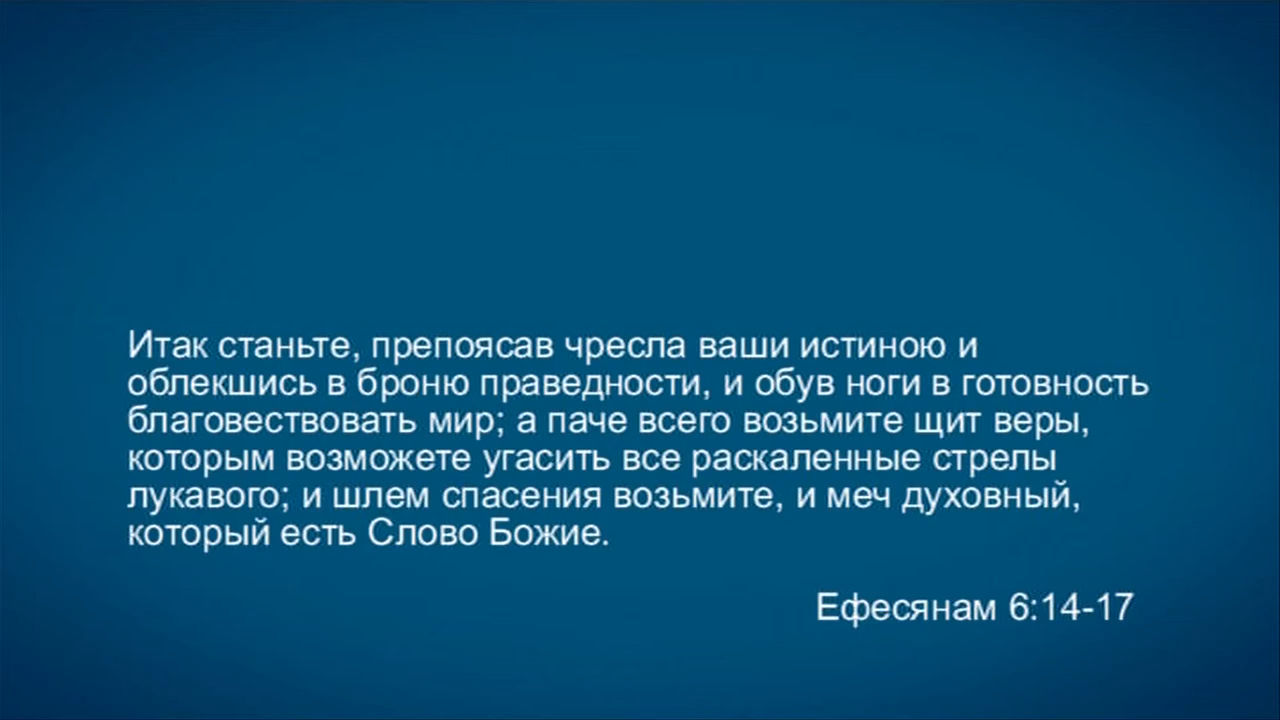 Итак станьте, препоясав чресла ваши истиною и
облекшись в броню праведности, и обув ноги в готовность
благовествовать мир; а паче всего возьмите щит веры,
которым возможете угасить все раскаленные стрелы
лукавого; и шлем спасения возьмите, и меч духовный,
который есть Слово Божие.
Ефесянам 6:14-17